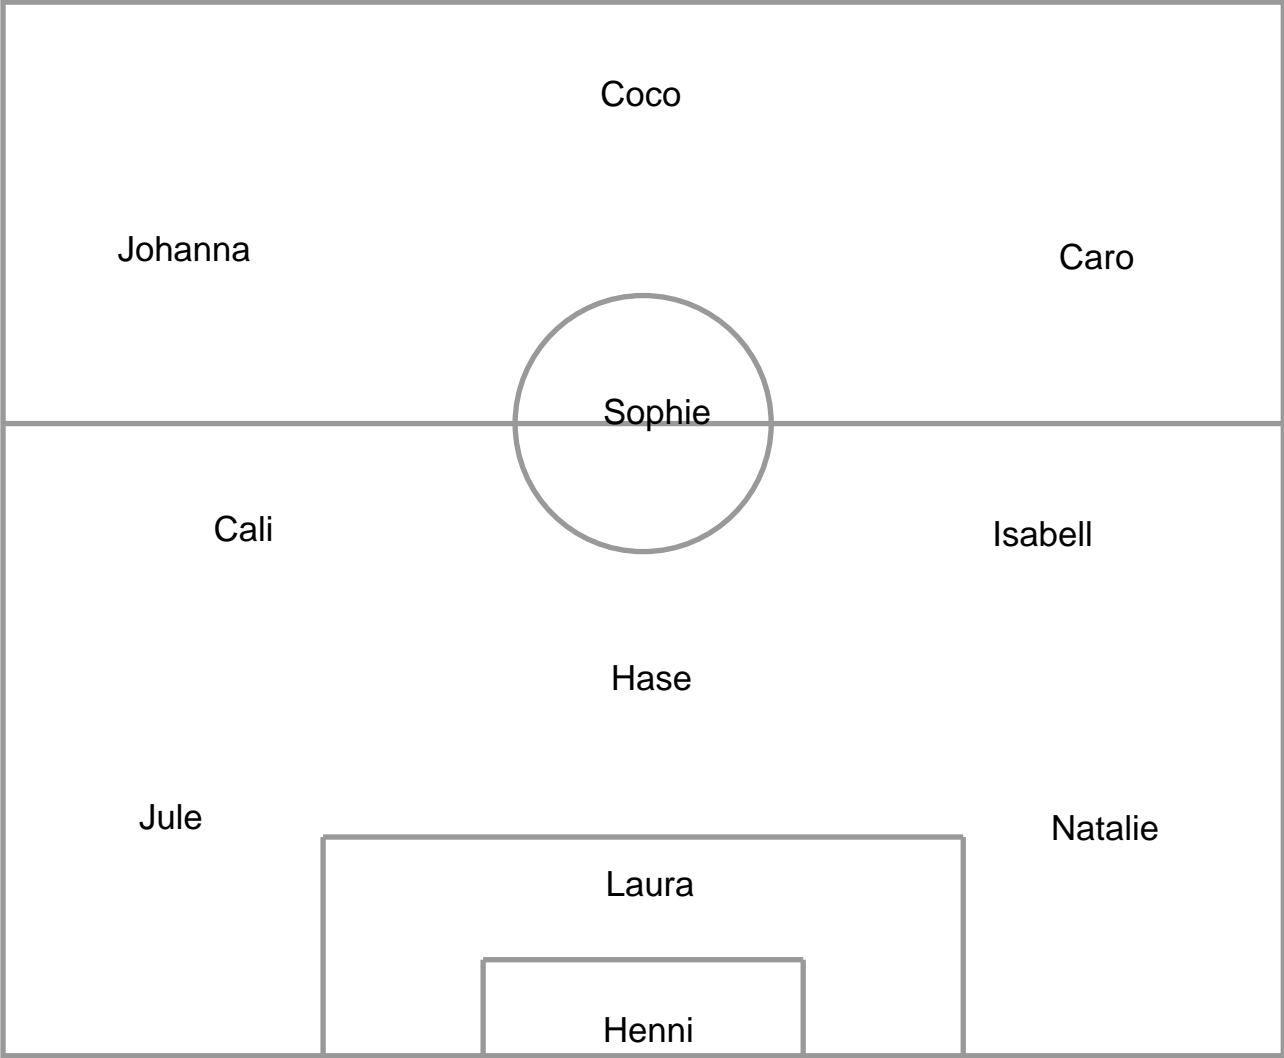 Coco
Johanna
Caro
Sophie
Cali
Isabell
Hase
Jule
Natalie
Laura
Henni